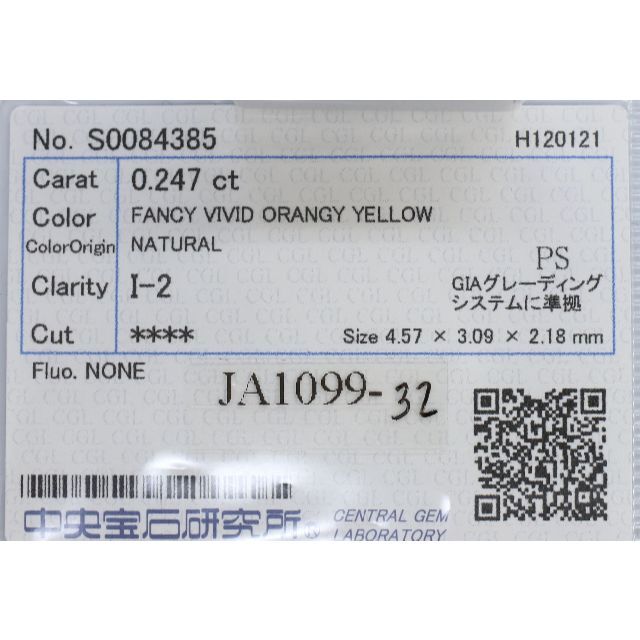 No. S0084385 H120121
Carat 0.247 ct
Color FANCY VIVID ORANGY YELLOW
ColorOrigin NATURAL
PS
Clarity I-2 GIAグレーディング
システムに準拠
Cut **** Size 4.57 × 3.09 × 2.18 mm
Fluo. NONE
JA1099-32
中央宝石研究所® CENTRAL GEM
LABORATORY